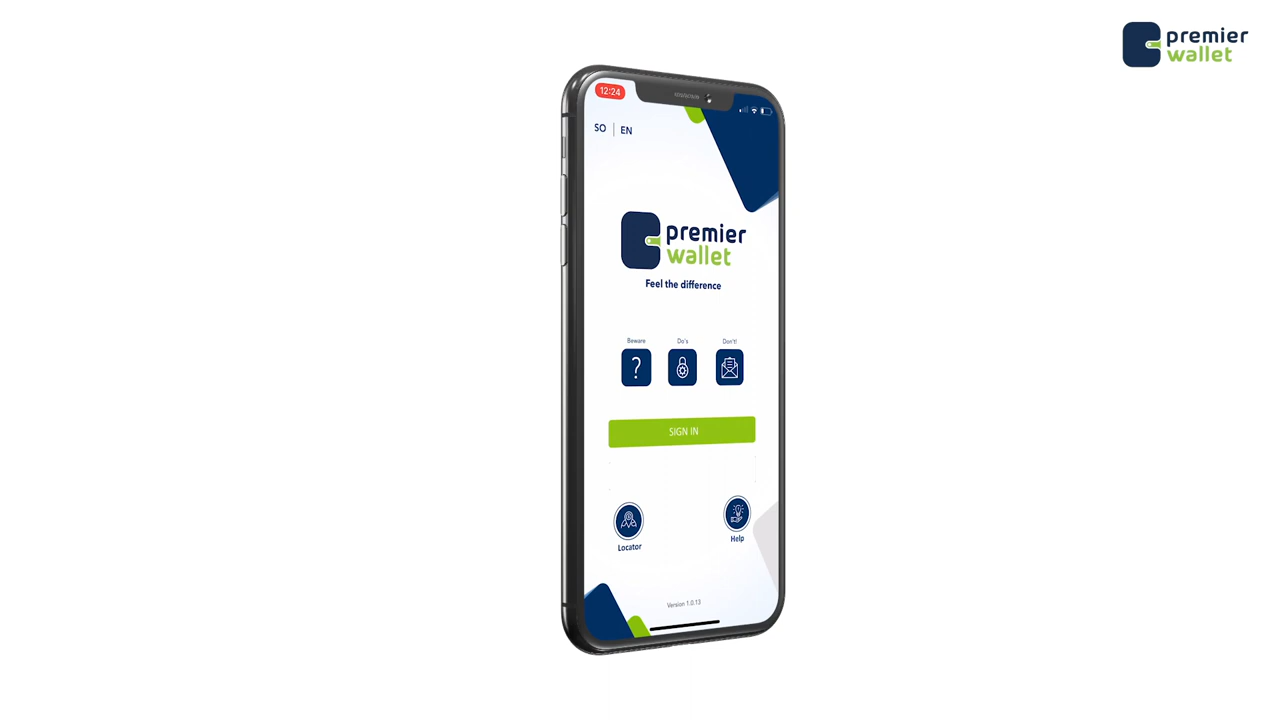 premier
wallet
12:24
SO | EN
premier
wallet
Feel the difference
Beware
Do's
Don't!
?
SIGN IN
Locator
Help
Version 1.0.13